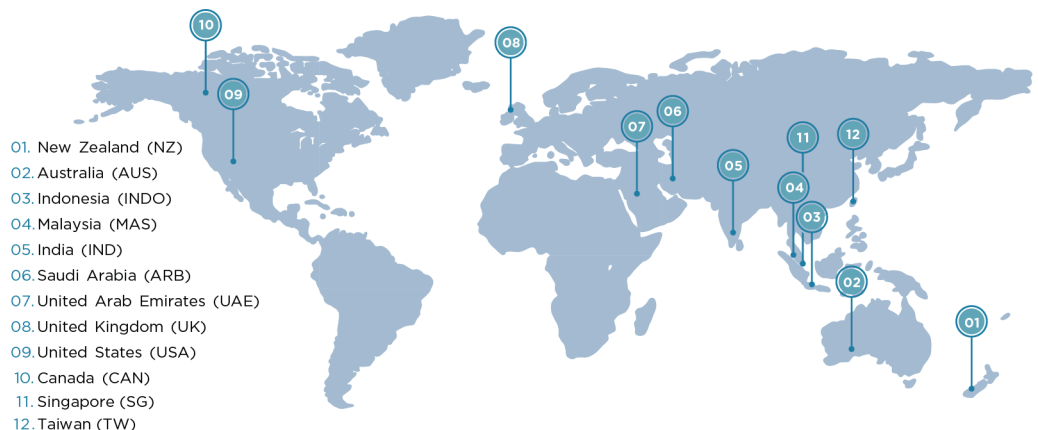 10
08
09
06
07
12
11
05
04
03
02
01
01. New Zealand (NZ)
02. Australia (AUS)
03. Indonesia (INDO)
04. Malaysia (MAS)
05. India (IND)
06. Saudi Arabia (ARB)
07. United Arab Emirates (UAE)
08. United Kingdom (UK)
09. United States (USA)
10. Canada (CAN)
11. Singapore (SG)
12. Taiwan (TW)